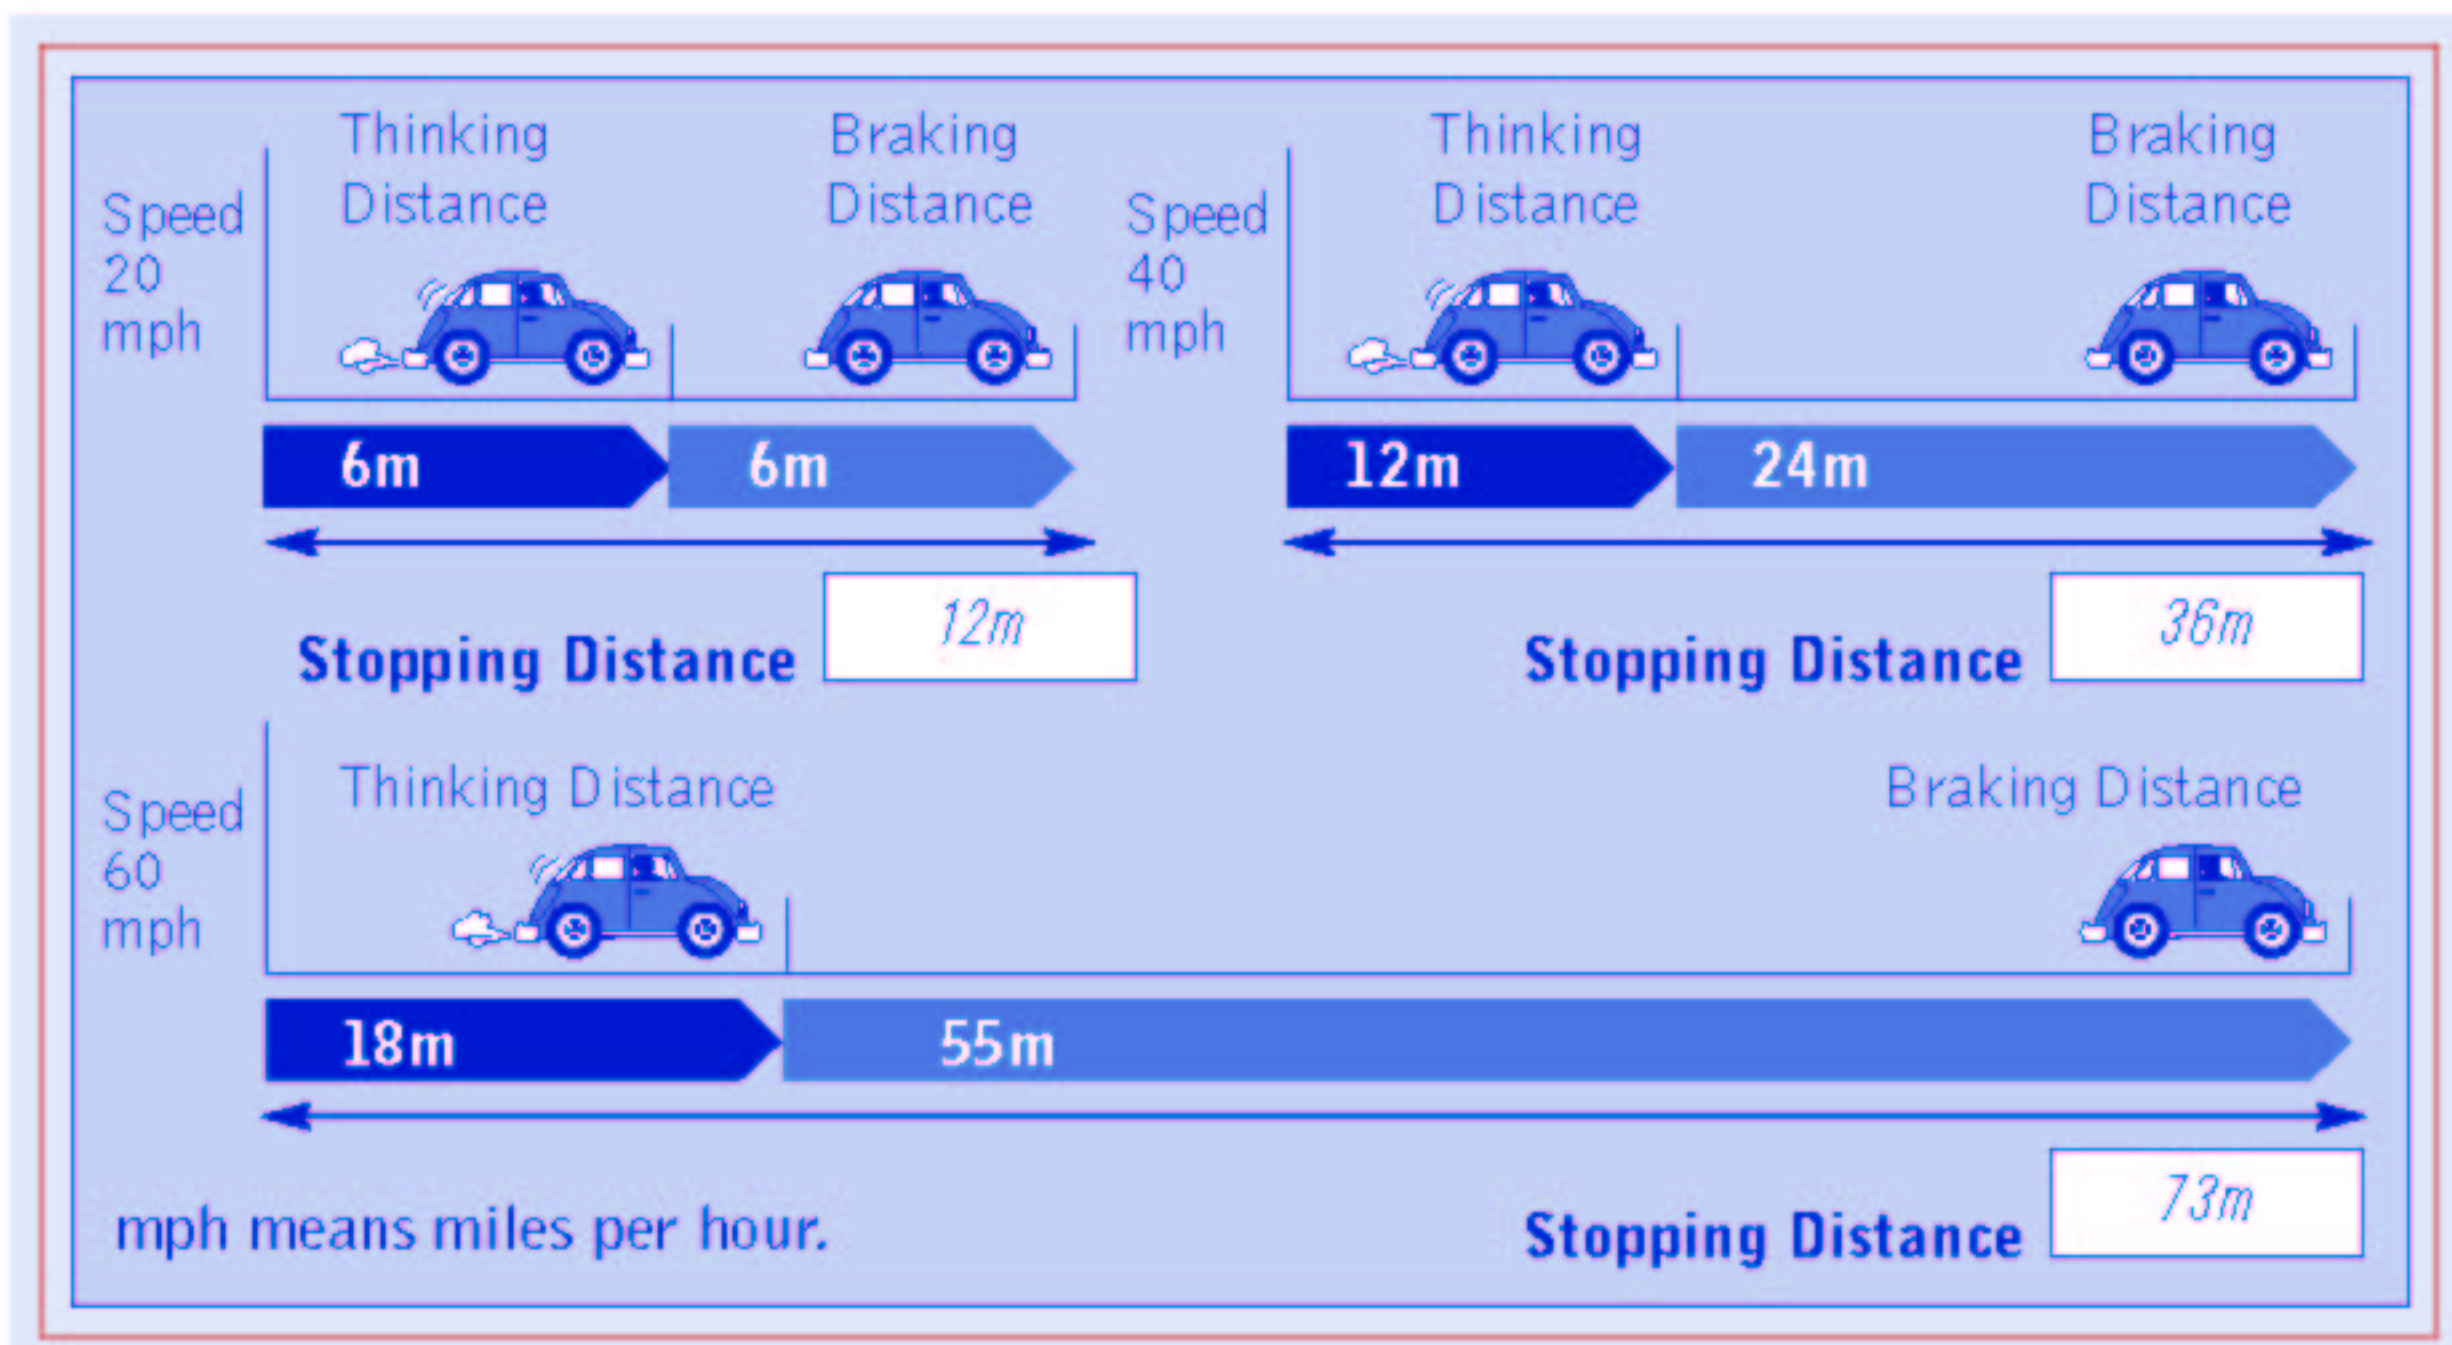 Thinking
Distance
Braking
Distance
Speed
20
mph
6m
6m
Stopping Distance
12m
Thinking
Distance
Braking
Distance
Speed
40
mph
12m
24m
Stopping Distance
36m
Thinking Distance
Braking Distance
Speed
60
mph
18m
55m
mph means miles per hour.
Stopping Distance
73m